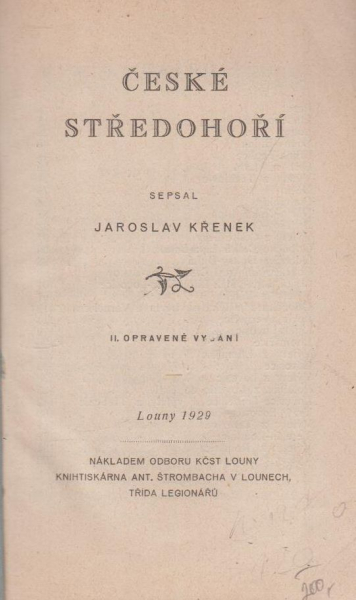 ČESKÉ
STŘEDOHOŘÍ
SEPSAL
JAROSLAV KŘENEK
II. OPRAVENÉ VYDÁNÍ
Louny 1929
NÁKLADEM ODBORU KČST LOUNY
KNIHTISKÁRNA ANT. ŠTROMBACHA V LOUNECH,
TŘÍDA LEGIONÁŘŮ